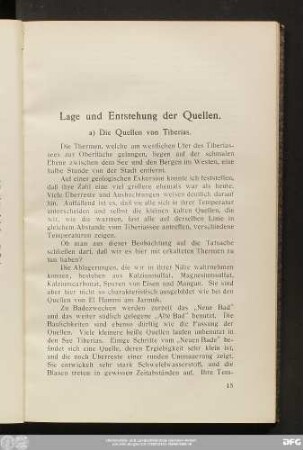 Lage und Entstehung der Quellen.
a) Die Quellen von Tiberias.
Die Thermen, welche am westlichen Ufer des Tiberias-
sees zur Oberfläche gelangen, liegen auf der schmalen
Ebene zwischen dem See und den Bergen im Westen, eine
halbe Stunde von der Stadt entfernt.
Auf einer geologischen Exkursion konnte ich feststellen,
daß ihre Zahl eine viel größere ehemals war als heute.
Viele Überreste und Ausbuchtungen weisen deutlich darauf
hin. Auffallend ist es, daß sie alle sich in ihrer Temperatur
unterscheiden und selbst die kleinen kalten Quellen, die
wir, wie die warmen, fast alle auf derselben Linie in
gleichem Abstande vom Tiberiassee antreffen, verschiedene
Temperaturen zeigen.
Ob man aus dieser Beobachtung auf die Tatsache
schließen darf, daß wir es hier mit erkalteten Thermen zu
tun haben?
Die Ablagerungen, die wir in ihrer Nähe wahrnehmen
können, bestehen aus Kalziumsulfat, Magnesiumsulfat,
Kalziumcarbonat, Spuren von Eisen und Mangan. Sie sind
aber hier nicht so charakteristisch ausgebildet wie bei den
Quellen von El Hammi am Jarmuk.
Zu Badezwecken werden zurzeit das „Neue Bad"
und das weiter südlich gelegene „Alte Bad" benutzt. Die
Baulichkeiten sind ebenso dürftig wie die Fassung der
Quellen. Viele kleinere heiße Quellen laufen unbenutzt in
den See Tiberias. Einige Schritte vom „Neuen Bade" be-
findet sich eine Quelle, deren Ergiebigkeit sehr klein ist,
und die noch Überreste einer runden Ummauerung zeigt.
Sie entwickelt sehr stark Schwefelwasserstoff, und die
Blasen treten in gewissen Zeitabständen auf. Ihre Tem-
15